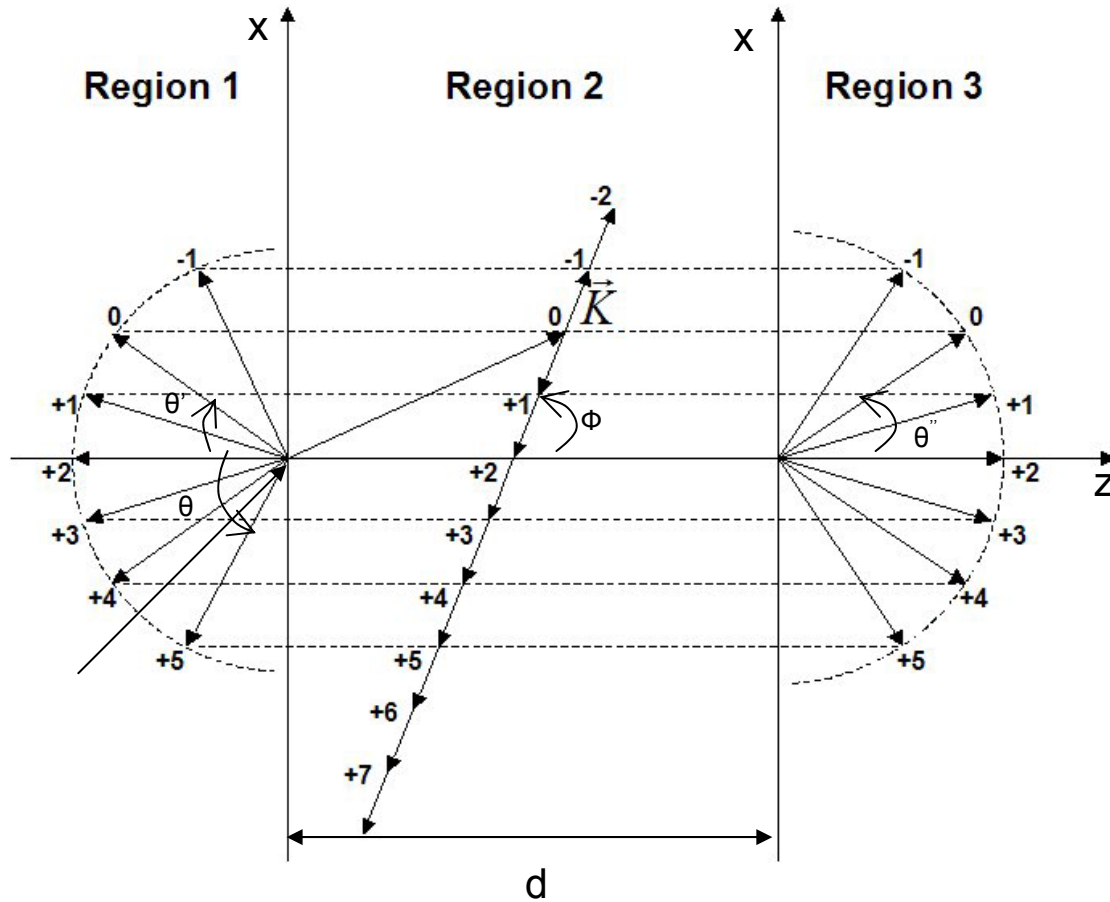 x
x
Region 1
Region 2
Region 3
-2
-1
-1
-1
K
0
0
0
θ'
+1
+1
+1
Φ
θ''
+2
+2
+2
z
θ
+3
+3
+3
+4
+4
+4
+5
+5
+5
+6
+7
d